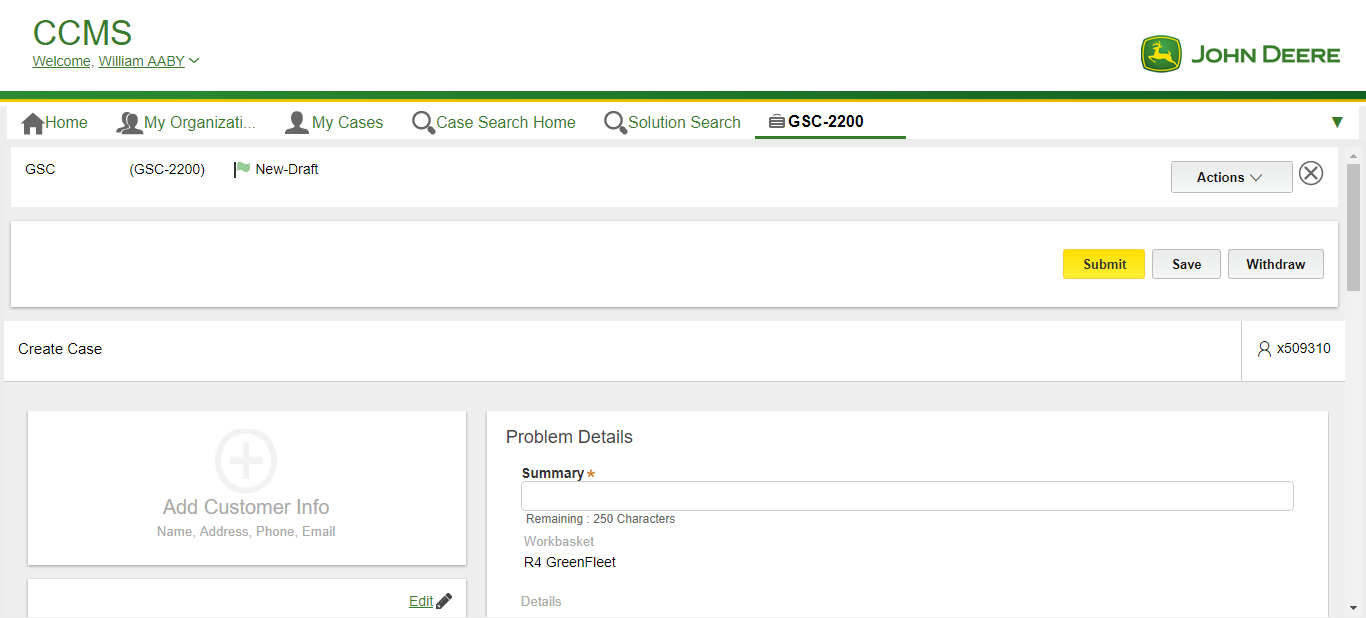 CCMS
Welcome, William AABY
JOHN DEERE
Home
My Organizati...
My Cases
Case Search Home
Solution Search
GSC-2200
GSC
(GSC-2200)
New-Draft
Actions
Submit
Save
Withdraw
Create Case
x509310
Add Customer Info
Name, Address, Phone, Email
Edit
Problem Details
Summary *
Remaining : 250 Characters
Workbasket
R4 GreenFleet
Details